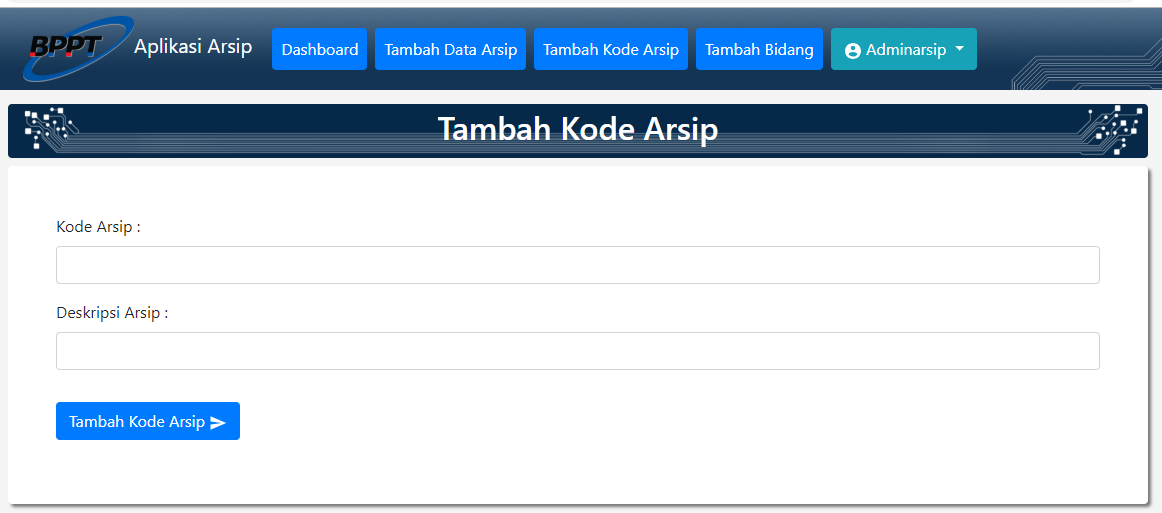 BPPT
Aplikasi Arsip
Dashboard
Tambah Data Arsip
Tambah Kode Arsip
Tambah Bidang
Adminarsip
Tambah Kode Arsip
Kode Arsip :
Deskripsi Arsip :
Tambah Kode Arsip